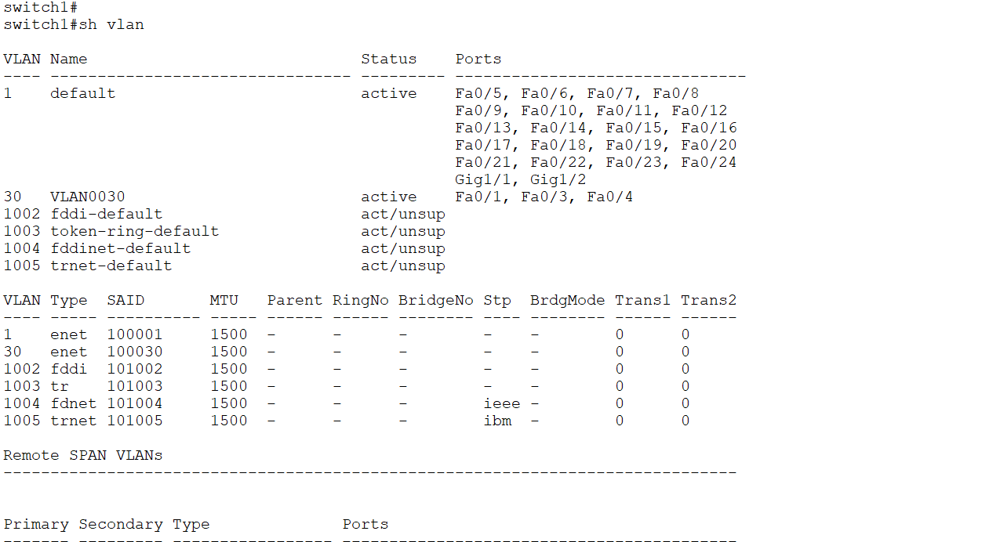 switch1#
switch1#sh vlan
VLAN Name                             Status    Ports
---- -------------------------------- --------- -------------------------------
1    default                          active    Fa0/5, Fa0/6, Fa0/7, Fa0/8
                                                Fa0/9, Fa0/10, Fa0/11, Fa0/12
                                                Fa0/13, Fa0/14, Fa0/15, Fa0/16
                                                Fa0/17, Fa0/18, Fa0/19, Fa0/20
                                                Fa0/21, Fa0/22, Fa0/23, Fa0/24
                                                Gig1/1, Gig1/2
30   VLAN0030                         active    Fa0/1, Fa0/3, Fa0/4
1002 fddi-default                     act/unsup
1003 token-ring-default               act/unsup
1004 fddinet-default                  act/unsup
1005 trnet-default                    act/unsup
VLAN Type  SAID       MTU   Parent RingNo BridgeNo Stp  BrdgMode Trans1 Trans2
---- ----- ---------- ----- ------ ------ -------- ---- -------- ------ ------
1    enet  100001     1500  -      -      -        -    -        0      0
30   enet  100030     1500  -      -      -        -    -        0      0
1002 fddi  101002     1500  -      -      -        -    -        0      0
1003 tr    101003     1500  -      -      -        -    -        0      0
1004 fdnet 101004     1500  -      -      -        ieee -        0      0
1005 trnet 101005     1500  -      -      -        ibm  -        0      0
Remote SPAN VLANs
------------------------------------------------------------------------------
Primary Secondary Type              Ports
------- --------- ----------------- ------------------------------------------